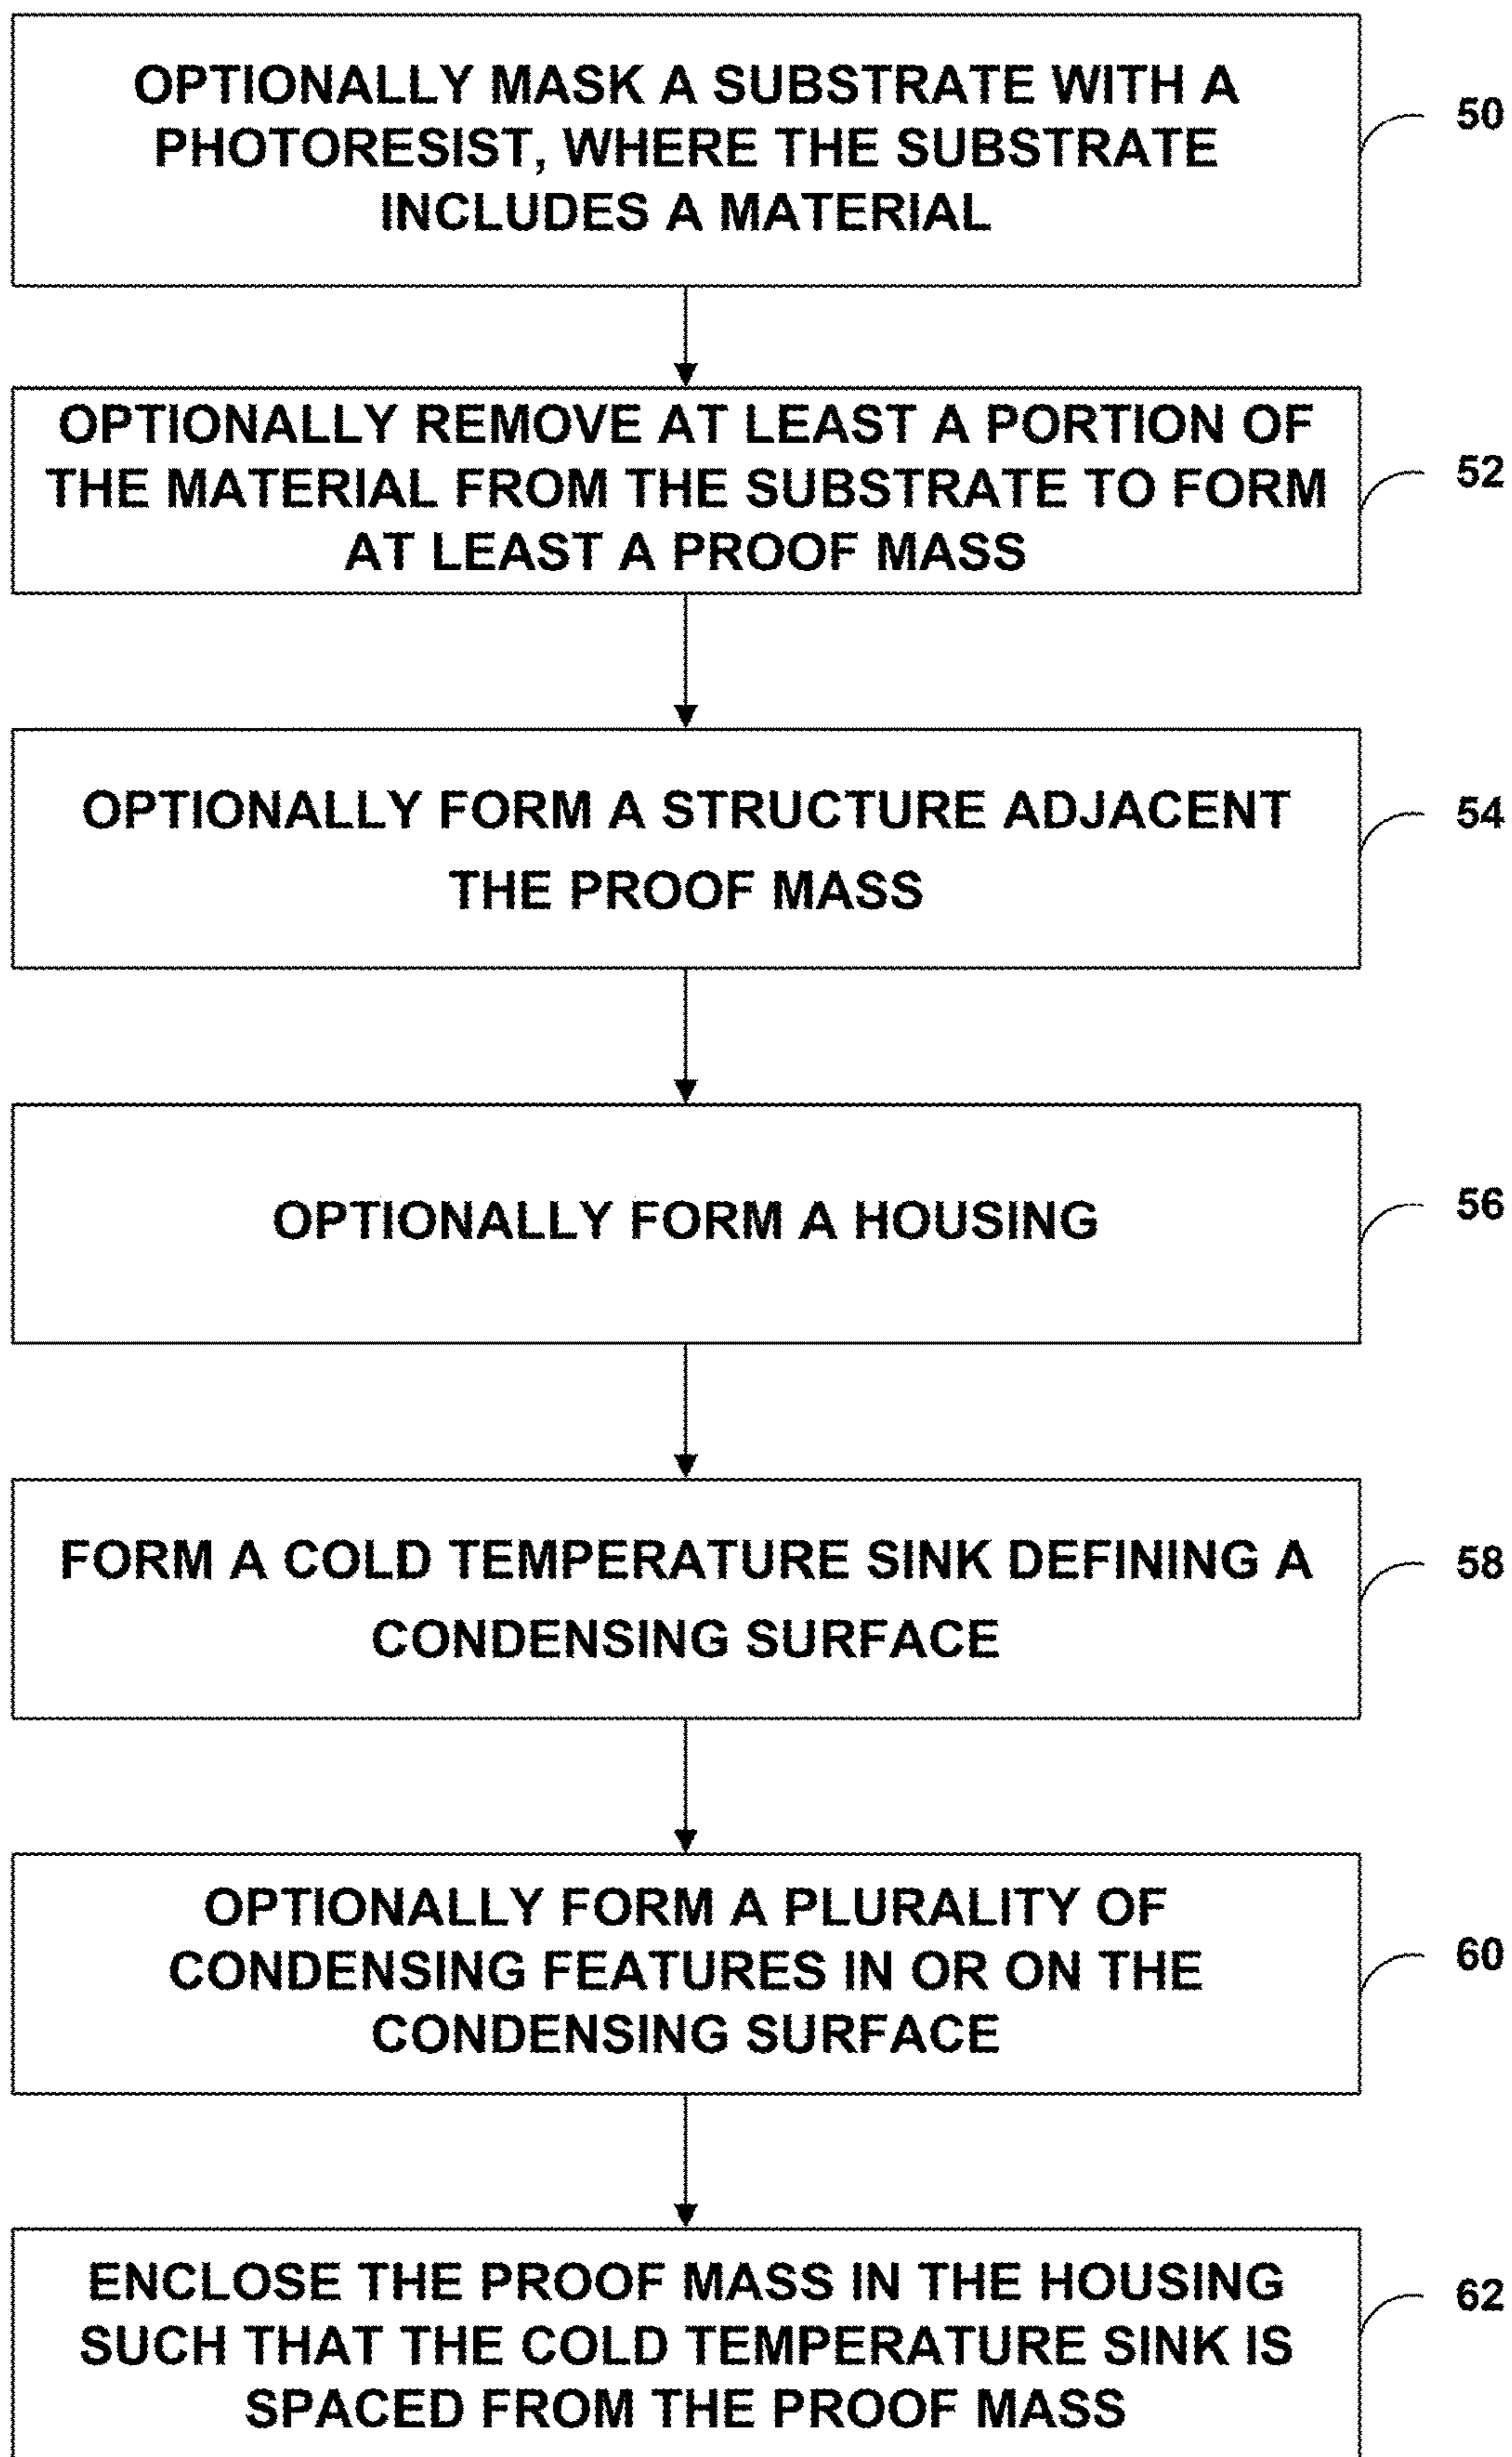 OPTIONALLY MASK A SUBSTRATE WITH A
PHOTORESIST, WHERE THE SUBSTRATE
INCLUDES A MATERIAL
50
OPTIONALLY REMOVE AT LEAST A PORTION OF
THE MATERIAL FROM THE SUBSTRATE TO FORM
AT LEAST A PROOF MASS
52
OPTIONALLY FORM A STRUCTURE ADJACENT
THE PROOF MASS
54
OPTIONALLY FORM A HOUSING
56
FORM A COLD TEMPERATURE SINK DEFINING A
CONDENSING SURFACE
58
OPTIONALLY FORM A PLURALITY OF
CONDENSING FEATURES IN OR ON THE
CONDENSING SURFACE
60
ENCLOSE THE PROOF MASS IN THE HOUSING
SUCH THAT THE COLD TEMPERATURE SINK IS
SPACED FROM THE PROOF MASS
62